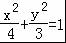 x²/4 + y²/3 = 1